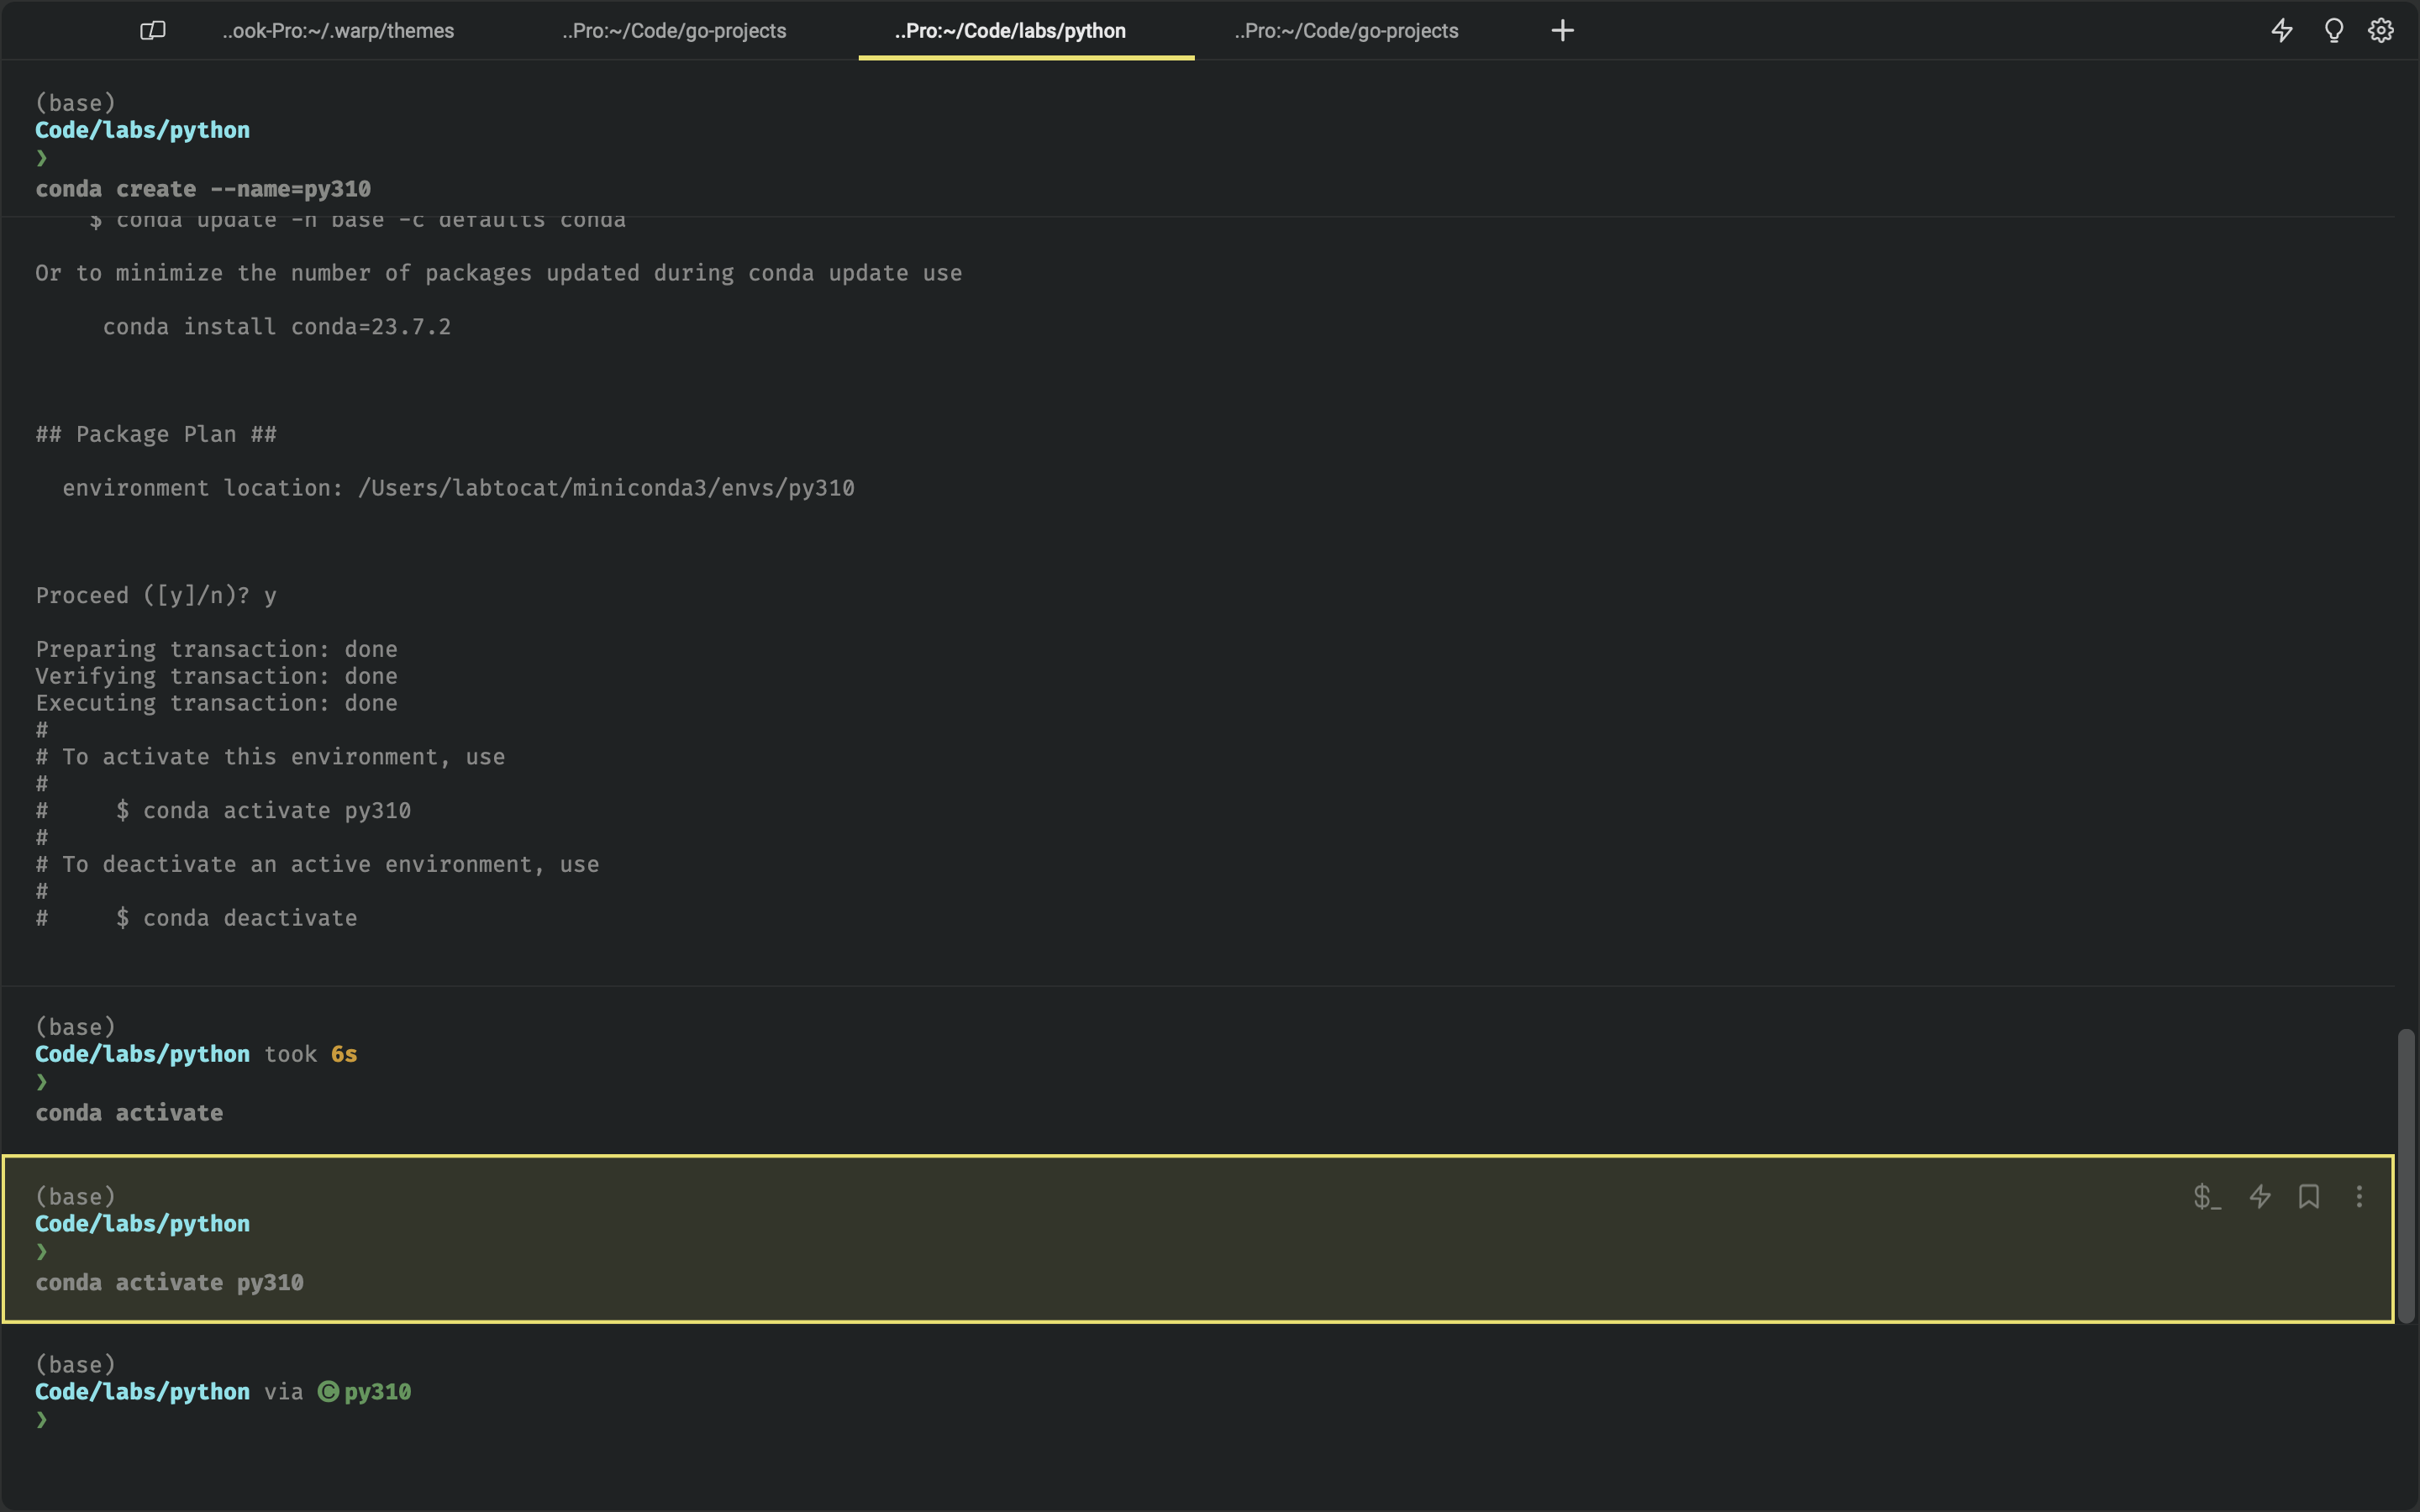 ..ook-Pro:~/.warp/themes
..Pro:~/Code/go-projects
..Pro:~/Code/labs/python
..Pro:~/Code/go-projects
(base)
Code/labs/python
❯
conda create --name=py310
$ conda update -n base -c defaults conda
Or to minimize the number of packages updated during conda update use
conda install conda=23.7.2
## Package Plan ##
environment location: /Users/labtocat/miniconda3/envs/py310
Proceed ([y]/n)? y
Preparing transaction: done
Verifying transaction: done
Executing transaction: done
#
# To activate this environment, use
#
#     $ conda activate py310
#
# To deactivate an active environment, use
#
#     $ conda deactivate
(base)
Code/labs/python took 6s
❯
conda activate
(base)
$_
Code/labs/python
❯
conda activate py310
(base)
Code/labs/python via 🅒 py310
❯